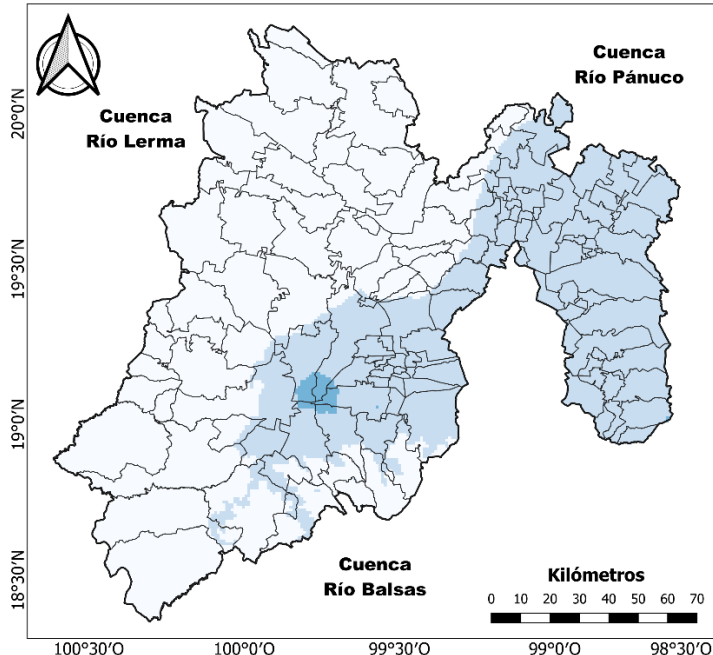 Cuenca
Río Pánuco
Cuenca
Río Lerma
20°0'N
19°30'N
19°0'N
18°30'N
Cuenca
Río Balsas
Kilómetros
0 10 20 30 40 50 60 70
100°30'O 100°0'O 99°30'O 99°0'O 98°30'O